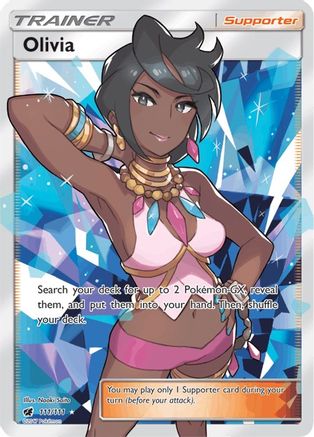 TRAINER
Supporter
Olivia
Search your deck for up to 2 Pokémon-GX, reveal
them, and put them into your hand. Then, shuffle
your deck.
Illus. Naoki Saito
111/111 ★
©2017 Pokémon
You may play only 1 Supporter card during your
turn (before your attack).